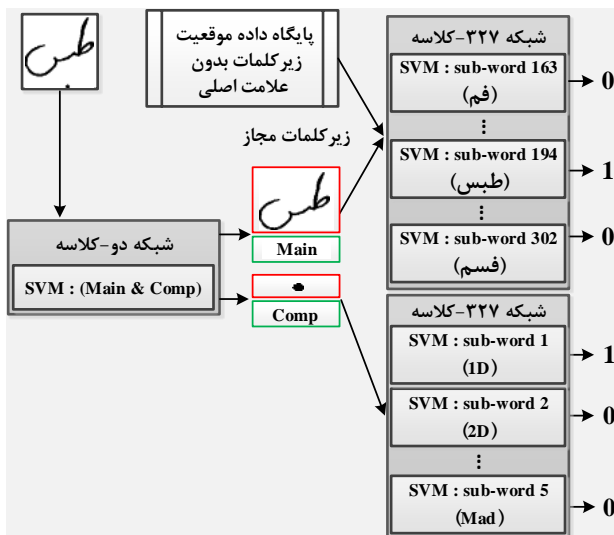 طبس
پایگاه داده موقعیت
زیرکلمات بدون
علامت اصلی
زیرکلمات مجاز
طبس
Main
شبکه دو-کلاسه
SVM : (Main & Comp)
Comp
شبکه ۳۲۷-کلاسه
SVM : sub-word 163
(فم)
0
...
SVM : sub-word 194
(طبس)
1
...
SVM : sub-word 302
(فسم)
0
شبکه ۳۲۷-کلاسه
SVM : sub-word 1
(1D)
1
SVM : sub-word 2
(2D)
0
...
SVM : sub-word 5
(Mad)
0